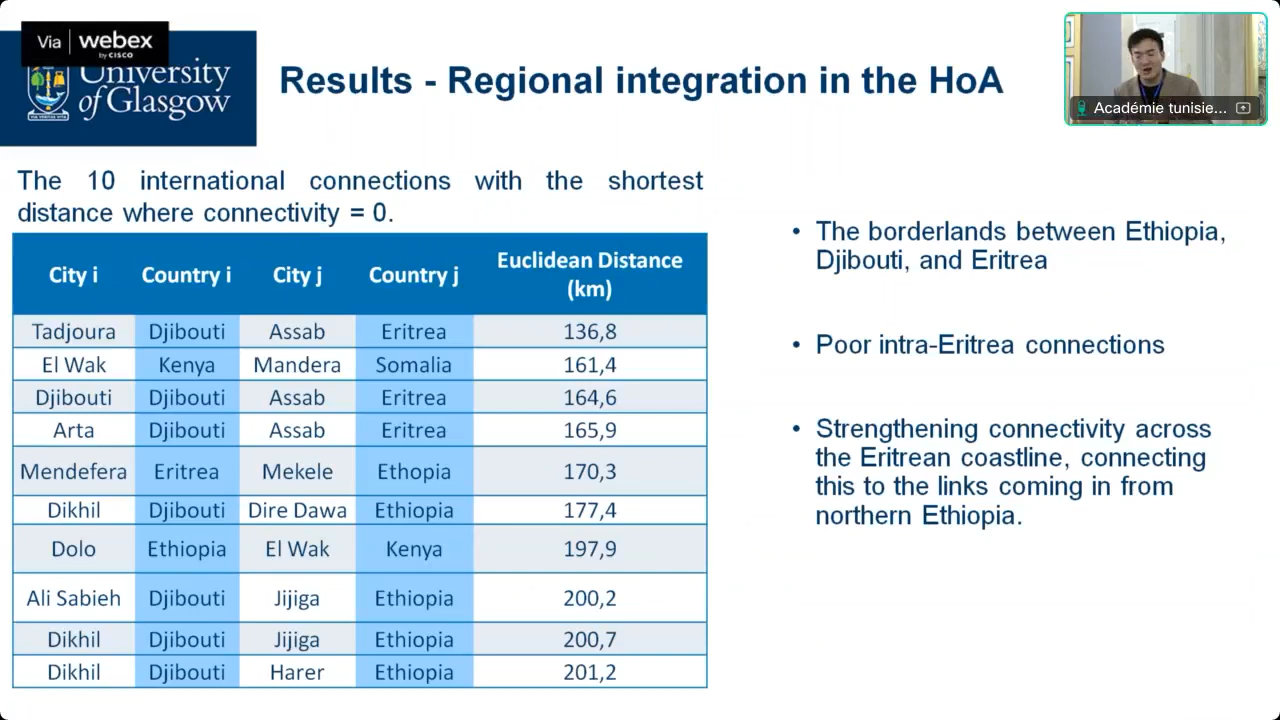 Via webex
by CISCO
University
of Glasgow
Results - Regional integration in the HoA
Académie tunisie...
The 10 international connections with the shortest
distance where connectivity = 0.
City i Country i City j Country j Euclidean Distance (km)
Tadjoura Djibouti Assab Eritrea 136,8
El Wak Kenya Mandera Somalia 161,4
Djibouti Djibouti Assab Eritrea 164,6
Arta Djibouti Assab Eritrea 165,9
Mendefera Eritrea Mekele Ethopia 170,3
Dikhil Djibouti Dire Dawa Ethiopia 177,4
Dolo Ethiopia El Wak Kenya 197,9
Ali Sabieh Djibouti Jijiga Ethiopia 200,2
Dikhil Djibouti Jijiga Ethiopia 200,7
Dikhil Djibouti Harer Ethiopia 201,2
• The borderlands between Ethiopia,
Djibouti, and Eritrea
• Poor intra-Eritrea connections
• Strengthening connectivity across
the Eritrean coastline, connecting
this to the links coming in from
northern Ethiopia.